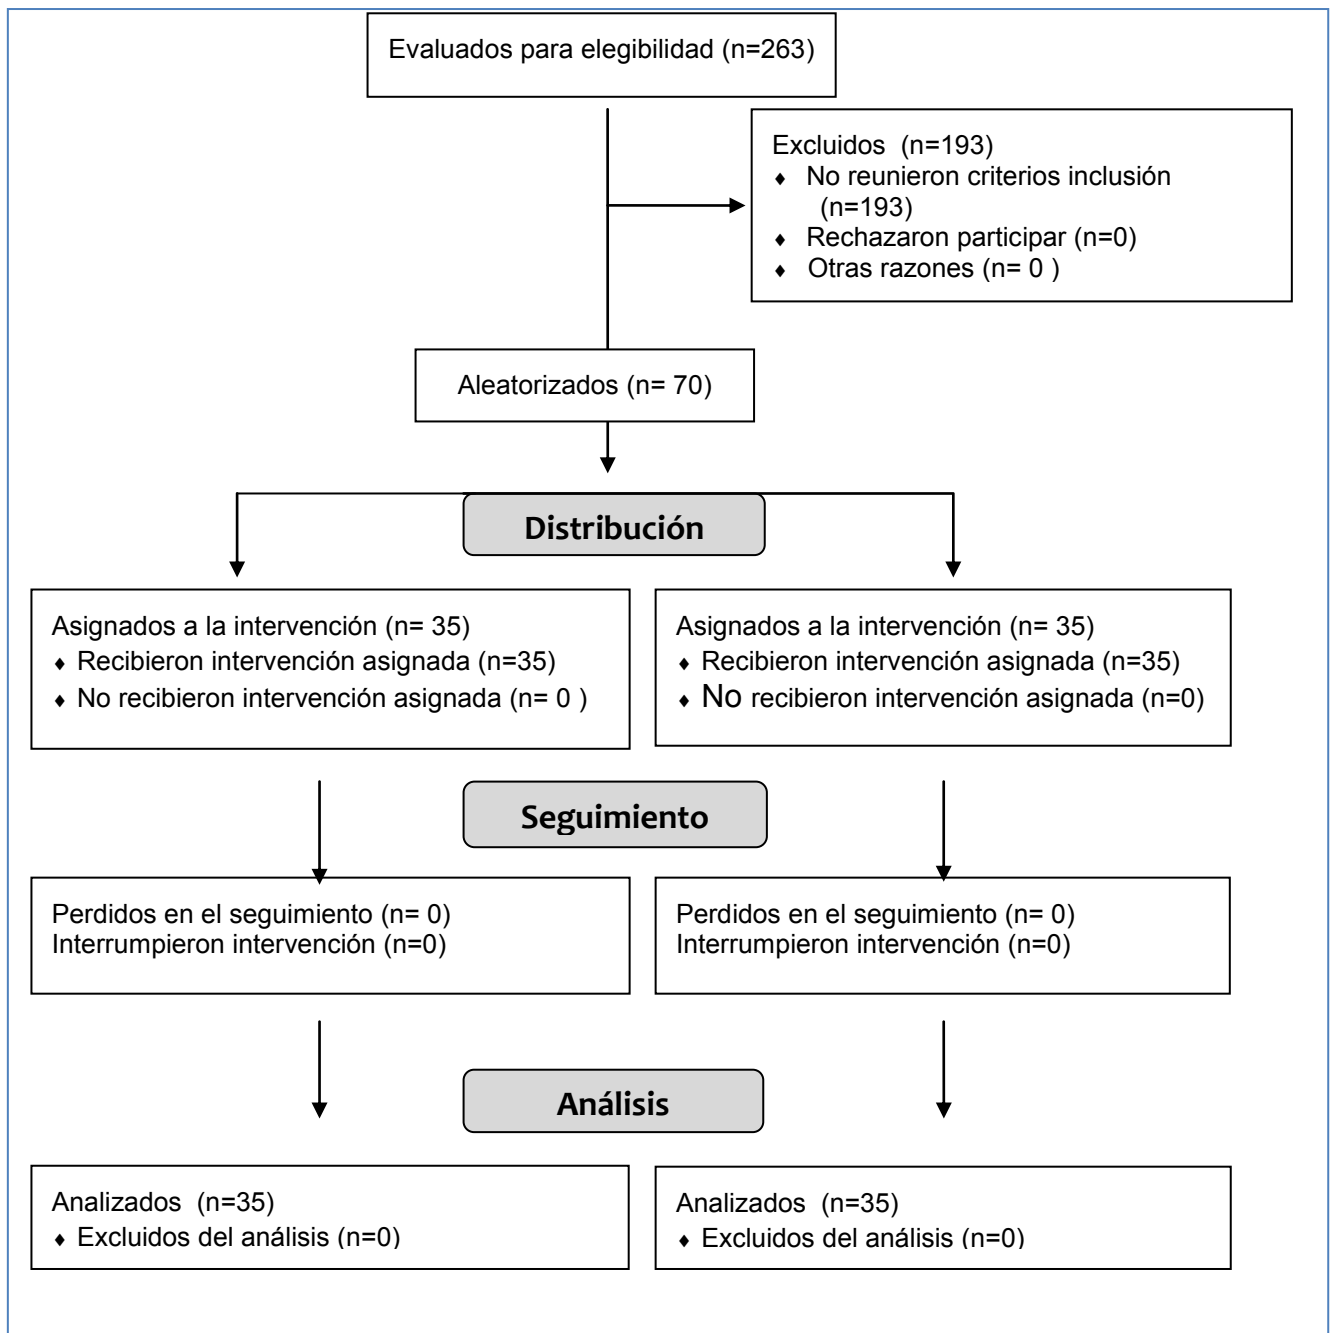 Evaluados para elegibilidad (n=263)
Excluidos (n=193)
♦ No reunieron criterios inclusión
(n=193)
♦ Rechazaron participar (n=0)
♦ Otras razones (n= 0 )
Aleatorizados (n= 70)
Distribución
Asignados a la intervención (n= 35)
♦ Recibieron intervención asignada (n=35)
♦ No recibieron intervención asignada (n= 0 )
Asignados a la intervención (n= 35)
♦ Recibieron intervención asignada (n=35)
♦ No recibieron intervención asignada (n=0)
Seguimiento
Perdidos en el seguimiento (n= 0)
Interrumpieron intervención (n=0)
Perdidos en el seguimiento (n= 0)
Interrumpieron intervención (n=0)
Análisis
Analizados (n=35)
♦ Excluidos del análisis (n=0)
Analizados (n=35)
♦ Excluidos del análisis (n=0)